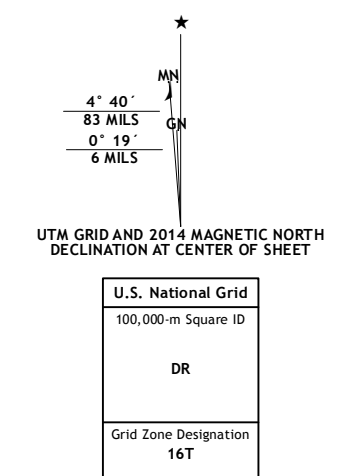 ★
MN
GN
4° 40´
83 MILS
0° 19´
6 MILS
UTM GRID AND 2014 MAGNETIC NORTH
DECLINATION AT CENTER OF SHEET
U.S. National Grid
100,000-m Square ID
DR
Grid Zone Designation
16T